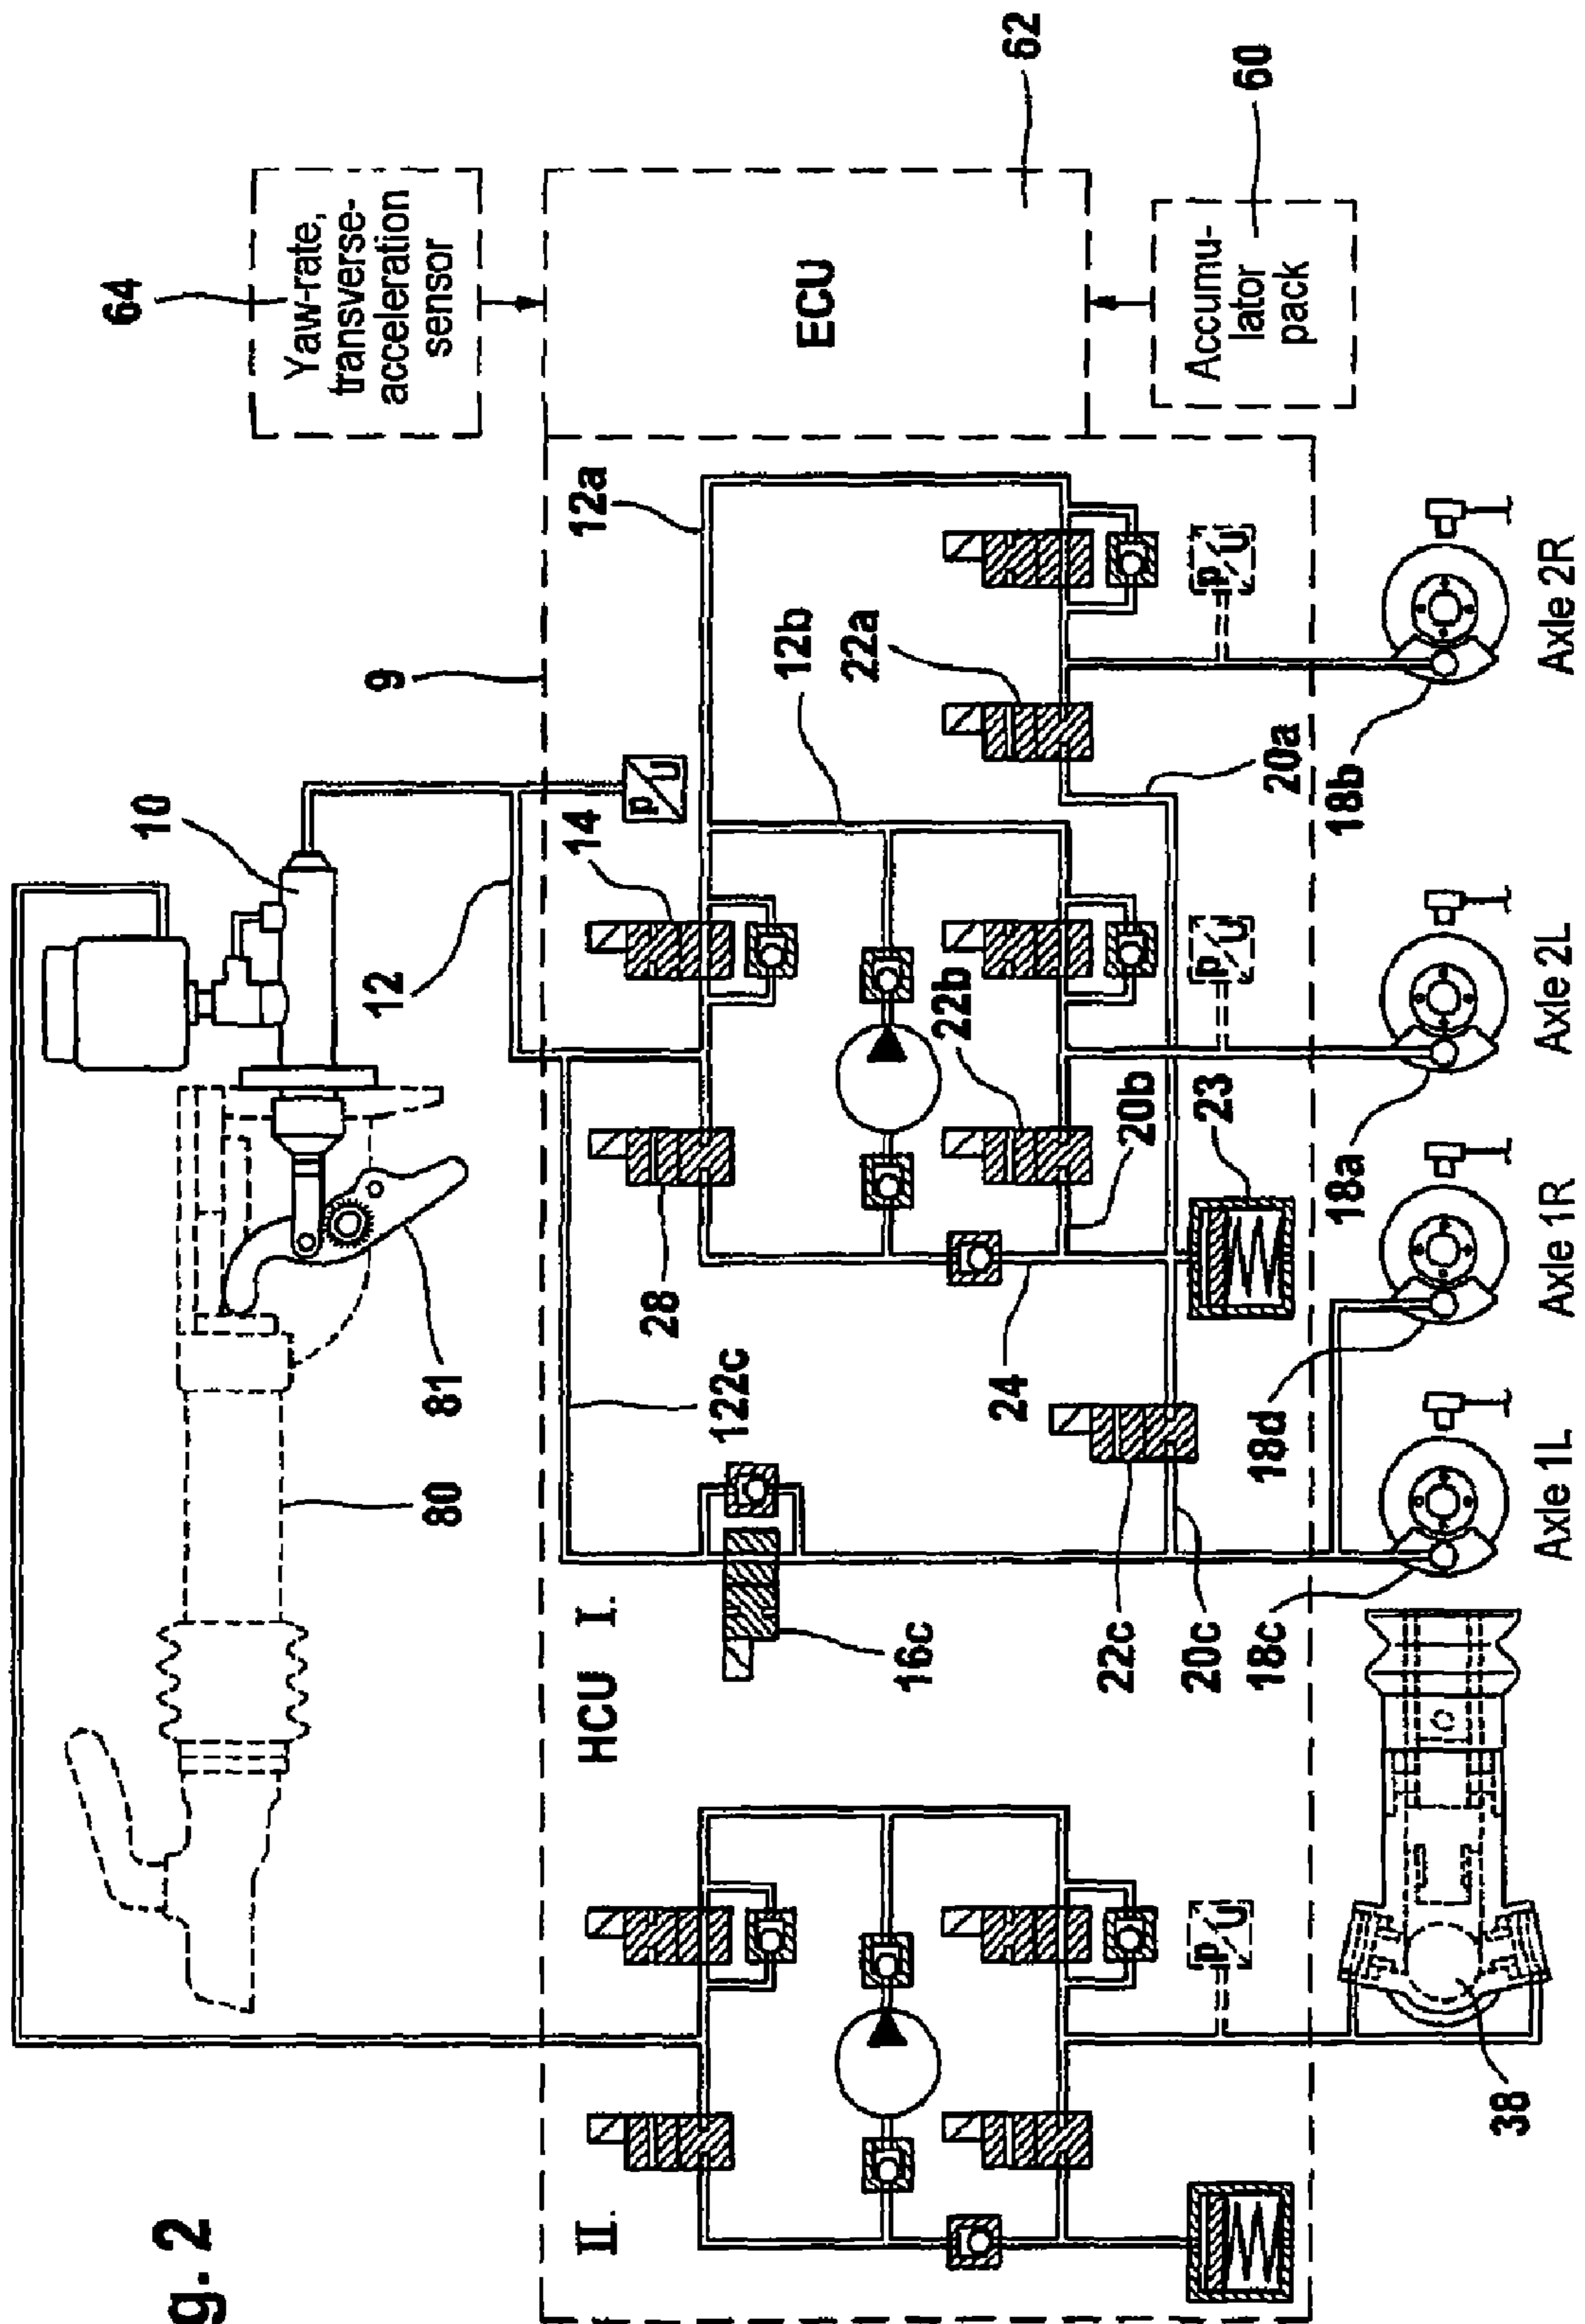 g. 2
64
Yaw-rate,
transverse-
acceleration
sensor
62
ECU
60
Accumu-
lator
pack
10
12
9
12a
14
p
U
12b
22a
22b
20a
20b
28
23
24
80
81
122c
HCU I.
16c
22c
20c
18b
18a
18d
18c
p
U
p
U
II.
p
U
38
Axle 1L
Axle 1R
Axle 2L
Axle 2R